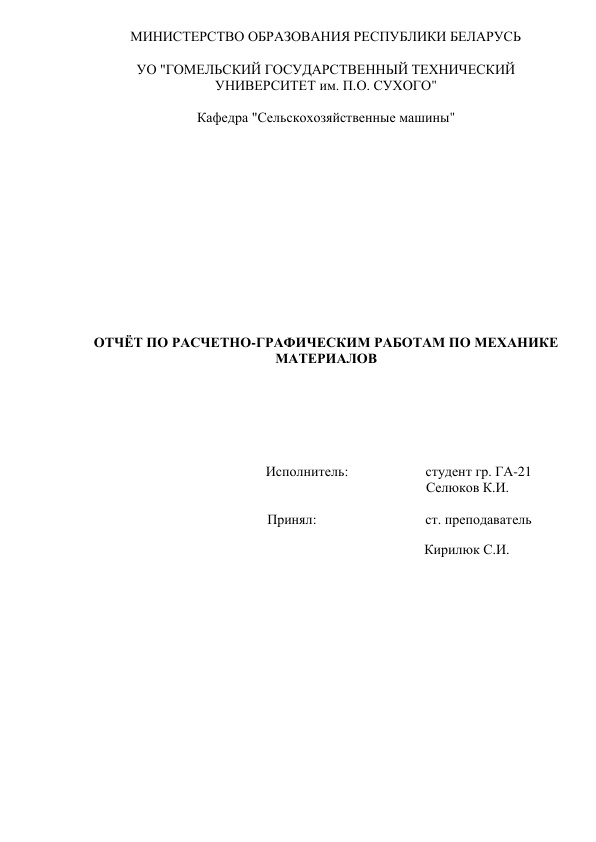 МИНИСТЕРСТВО ОБРАЗОВАНИЯ РЕСПУБЛИКИ БЕЛАРУСЬ
УО "ГОМЕЛЬСКИЙ ГОСУДАРСТВЕННЫЙ ТЕХНИЧЕСКИЙ
УНИВЕРСИТЕТ им. П.О. СУХОГО"
Кафедра "Сельскохозяйственные машины"
ОТЧЁТ ПО РАСЧЕТНО-ГРАФИЧЕСКИМ РАБОТАМ ПО МЕХАНИКЕ
МАТЕРИАЛОВ
Исполнитель: студент гр. ГА-21
Селюков К.И.
Принял: ст. преподаватель
Кирилюк С.И.